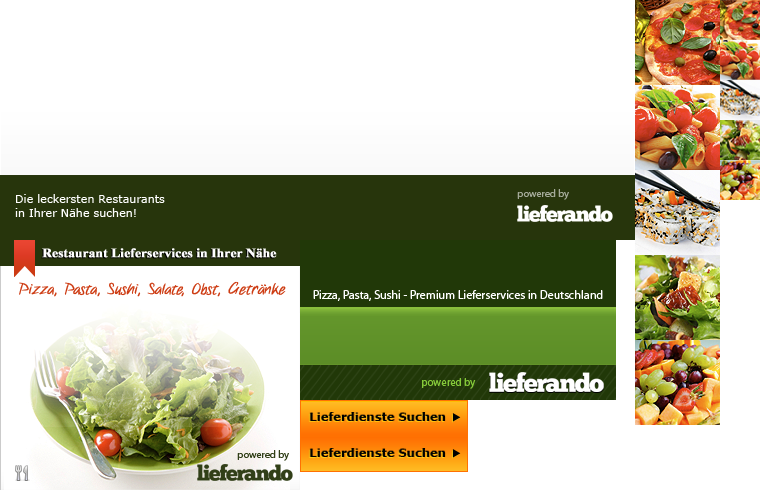 Die leckersten Restaurants
in Ihrer Nähe suchen!
powered by
lieferando
Restaurant Lieferservices in Ihrer Nähe
Pizza, Pasta, Sushi, Salate, Obst, Getränke
powered by
lieferando
Pizza, Pasta, Sushi - Premium Lieferservices in Deutschland
powered by
lieferando
Lieferdienste Suchen
Lieferdienste Suchen